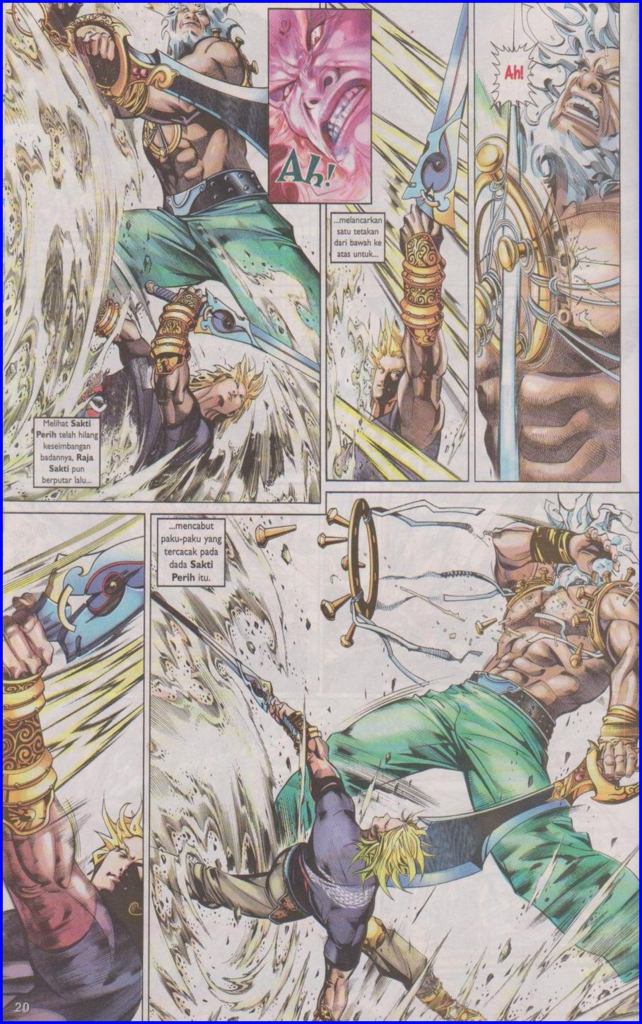 Ah!
Ah!
...melancarkan
satu tetakan
dari bawah ke
atas untuk...
Melihat Sakti
Perih telah hilang
keseimbangan
badannya, Raja
Sakti pun
berputar lalu...
...mencabut
paku-paku yang
tercacak pada
dada Sakti
Perih itu.
20